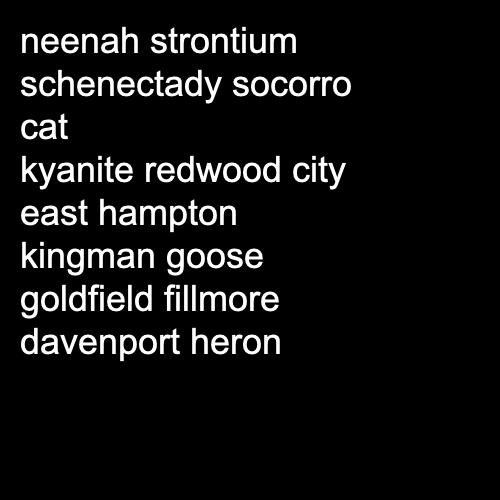 neenah strontium
schenectady socorro
cat
kyanite redwood city
east hampton
kingman goose
goldfield fillmore
davenport heron